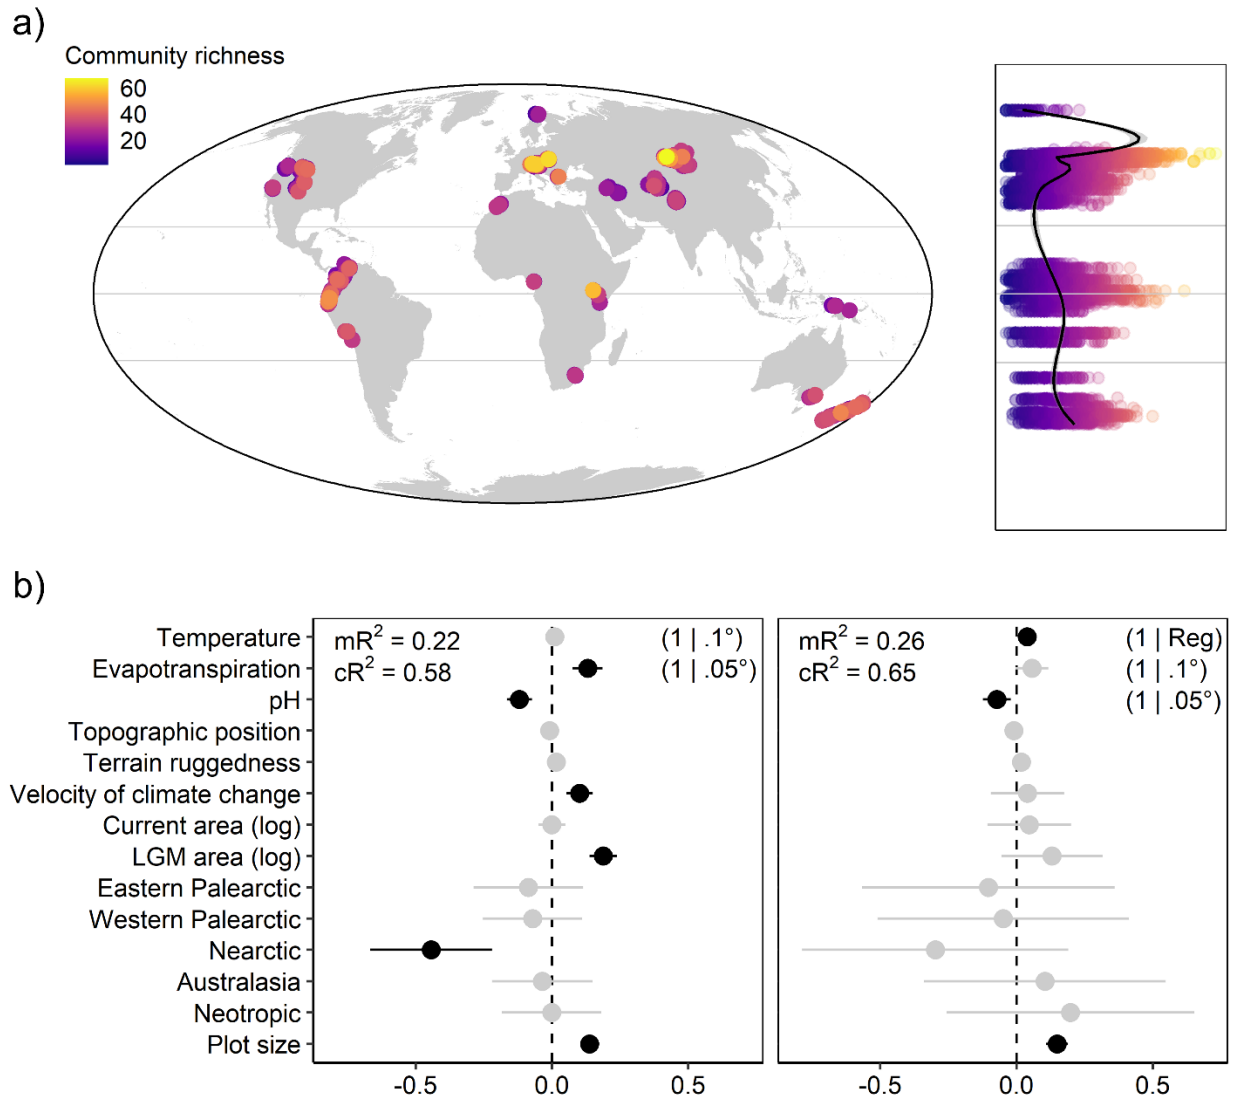 a)
Community richness
60
40
20
b)
Temperature
Evapotranspiration
pH
Topographic position
Terrain ruggedness
Velocity of climate change
Current area (log)
LGM area (log)
Eastern Palearctic
Western Palearctic
Nearctic
Australasia
Neotropic
Plot size
mR² = 0.22
cR² = 0.58
(1 | .1°)
(1 | .05°)
-0.5
0.0
0.5
mR² = 0.26
cR² = 0.65
(1 | Reg)
(1 | .1°)
(1 | .05°)
-0.5
0.0
0.5